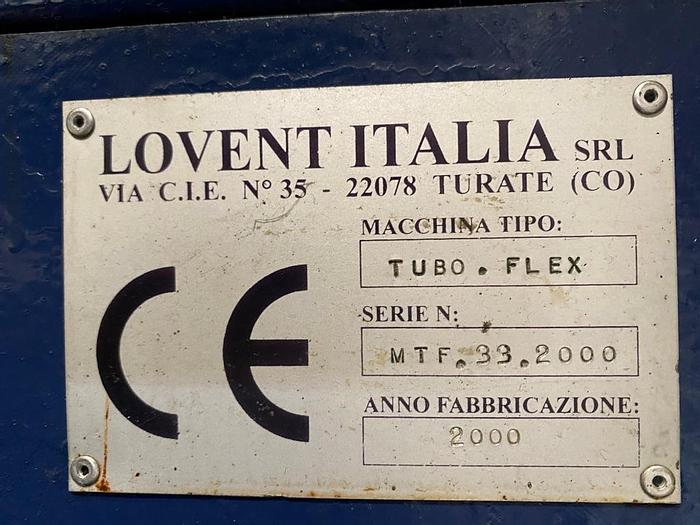 LOVENT ITALIA SRL
VIA C.I.E. N° 35 - 22078 TURATE (CO)
MACCHINA TIPO:
TUBO. FLEX
SERIE N:
MTF.33.2000
ANNO FABBRICAZIONE:
2000
CE